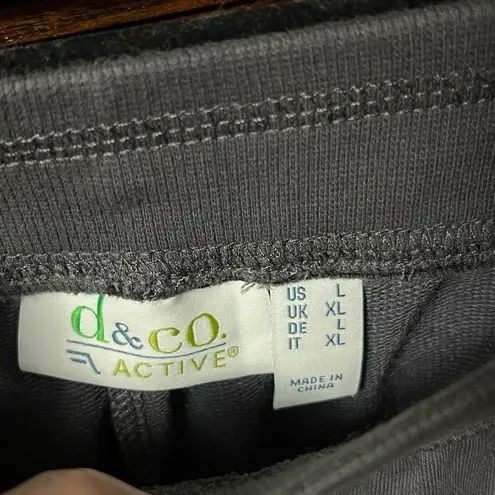 d&co.
ACTIVE®
US L
UK XL
DE L
IT XL
MADE IN
CHINA